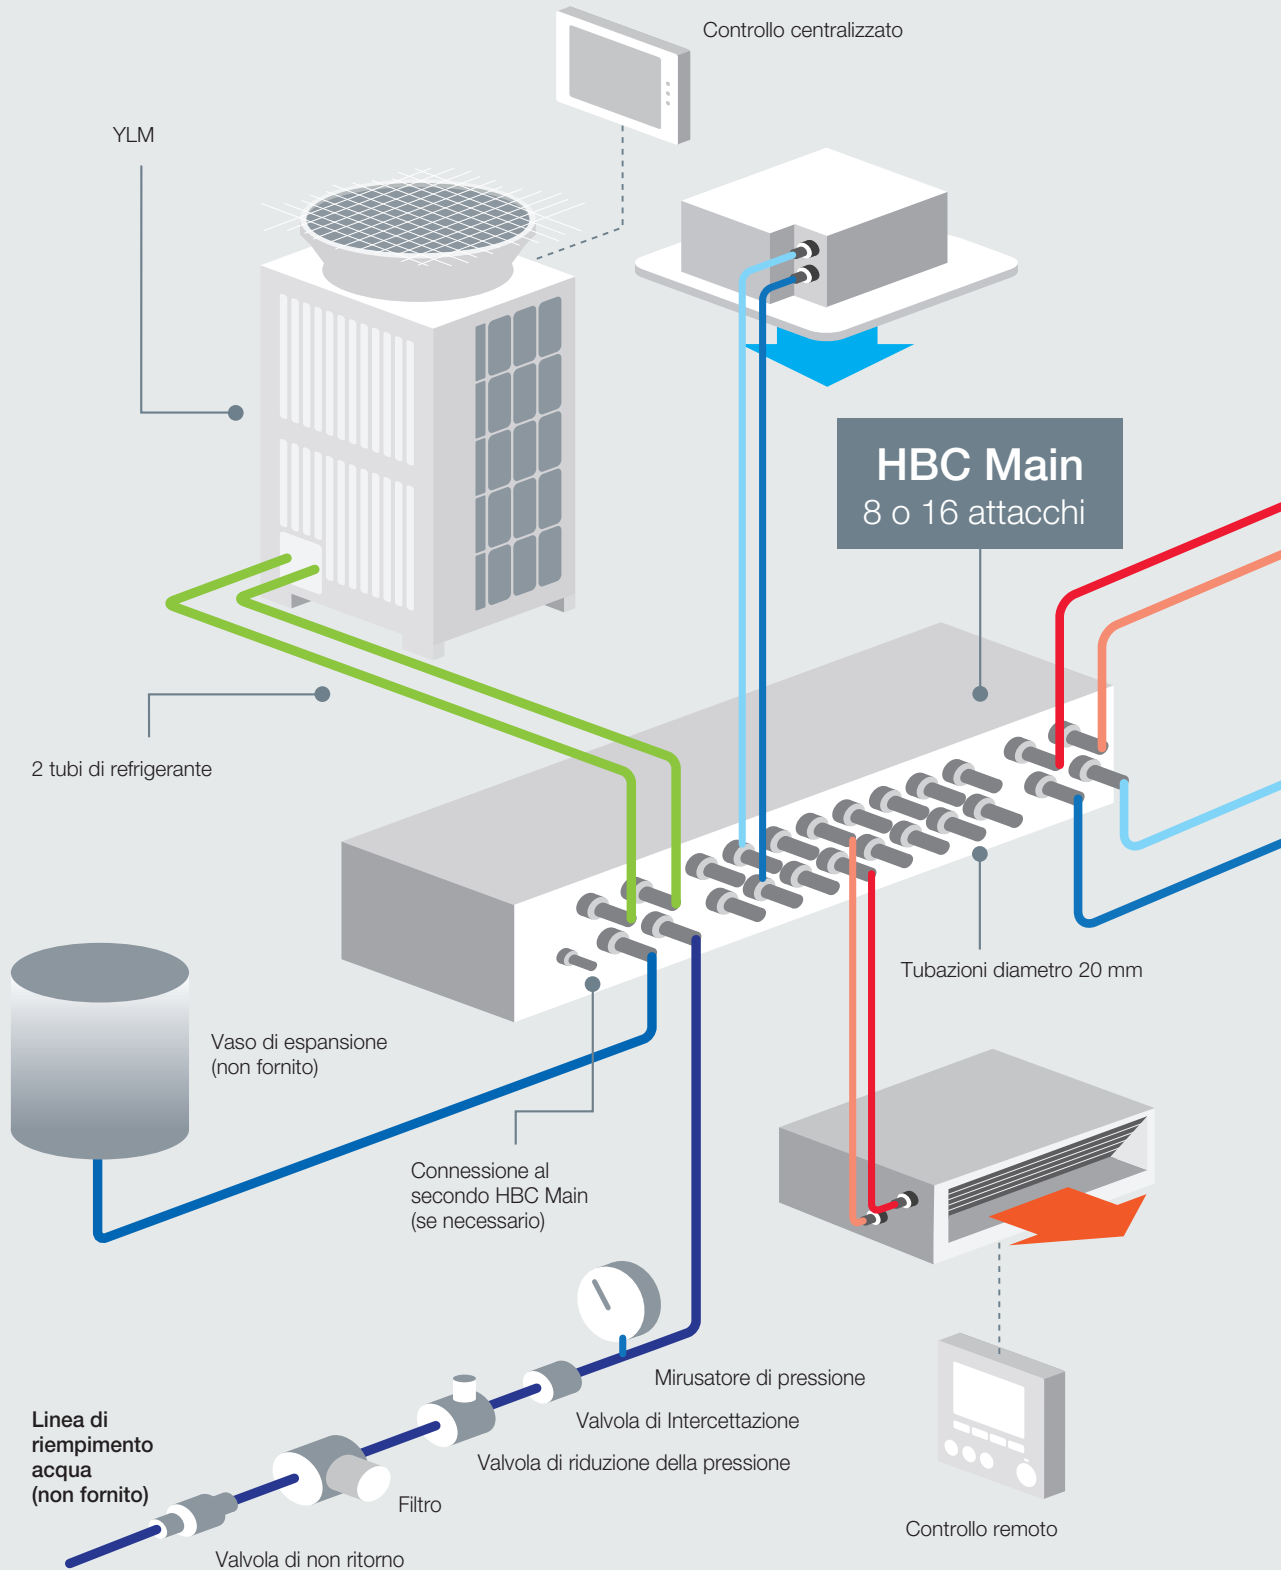 Controllo centralizzato
YLM
HBC Main
8 o 16 attacchi
2 tubi di refrigerante
Tubazioni diametro 20 mm
Vaso di espansione
(non fornito)
Connessione al
secondo HBC Main
(se necessario)
Mirusatore di pressione
Valvola di Intercettazione
Valvola di riduzione della pressione
Linea di
riempimento
acqua
(non fornito)
Filtro
Valvola di non ritorno
Controllo remoto